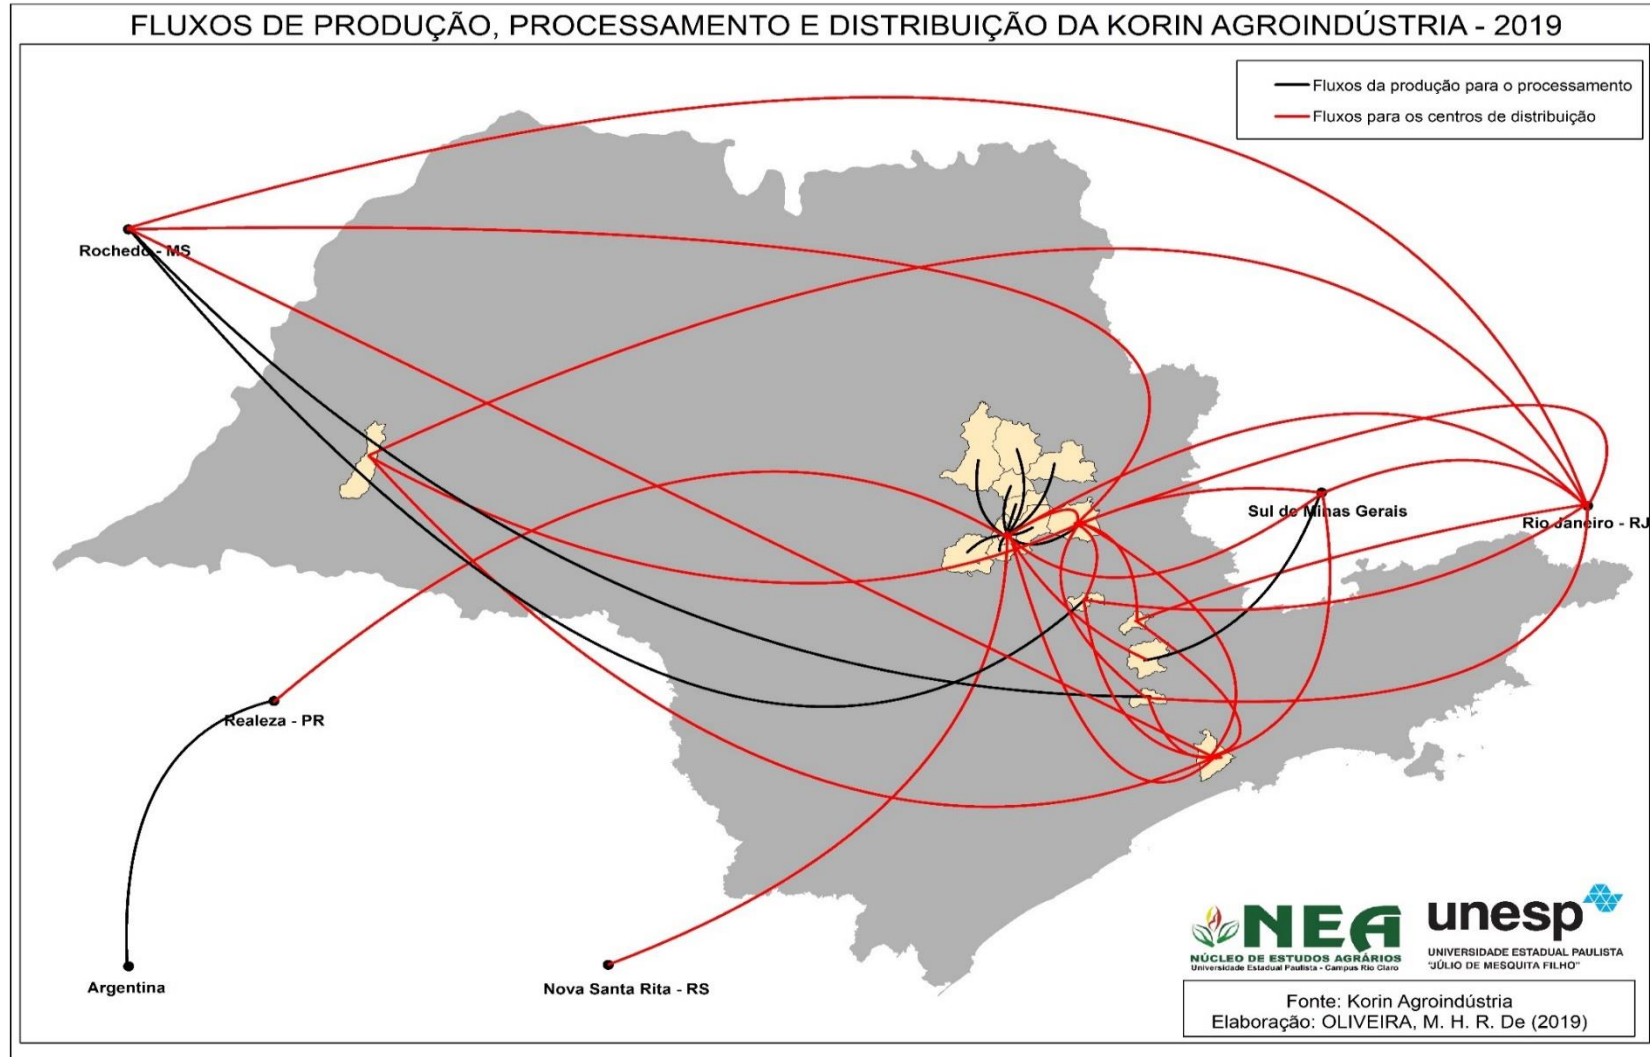 FLUXOS DE PRODUÇÃO, PROCESSAMENTO E DISTRIBUIÇÃO DA KORIN AGROINDÚSTRIA - 2019
Fluxos da produção para o processamento
Fluxos para os centros de distribuição
Rochedo - MS
Sul de Minas Gerais
Rio Janeiro - RJ
Realeza - PR
Argentina
Nova Santa Rita - RS
NEA
NÚCLEO DE ESTUDOS AGRÁRIOS
Universidade Estadual Paulista - Campus Rio Claro
unesp
UNIVERSIDADE ESTADUAL PAULISTA
"JÚLIO DE MESQUITA FILHO"
Fonte: Korin Agroindústria
Elaboração: OLIVEIRA, M. H. R. De (2019)